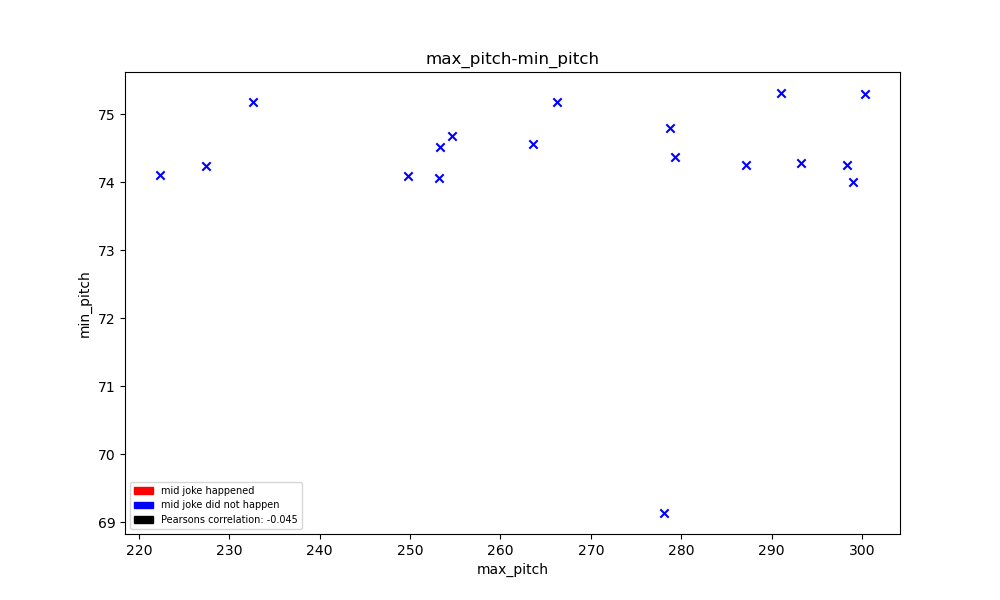 max_pitch-min_pitch
75
74
73
72
71
70
69
min_pitch
mid joke happened
mid joke did not happen
Pearsons correlation: -0.045
220 230 240 250 260 270 280 290 300
max_pitch